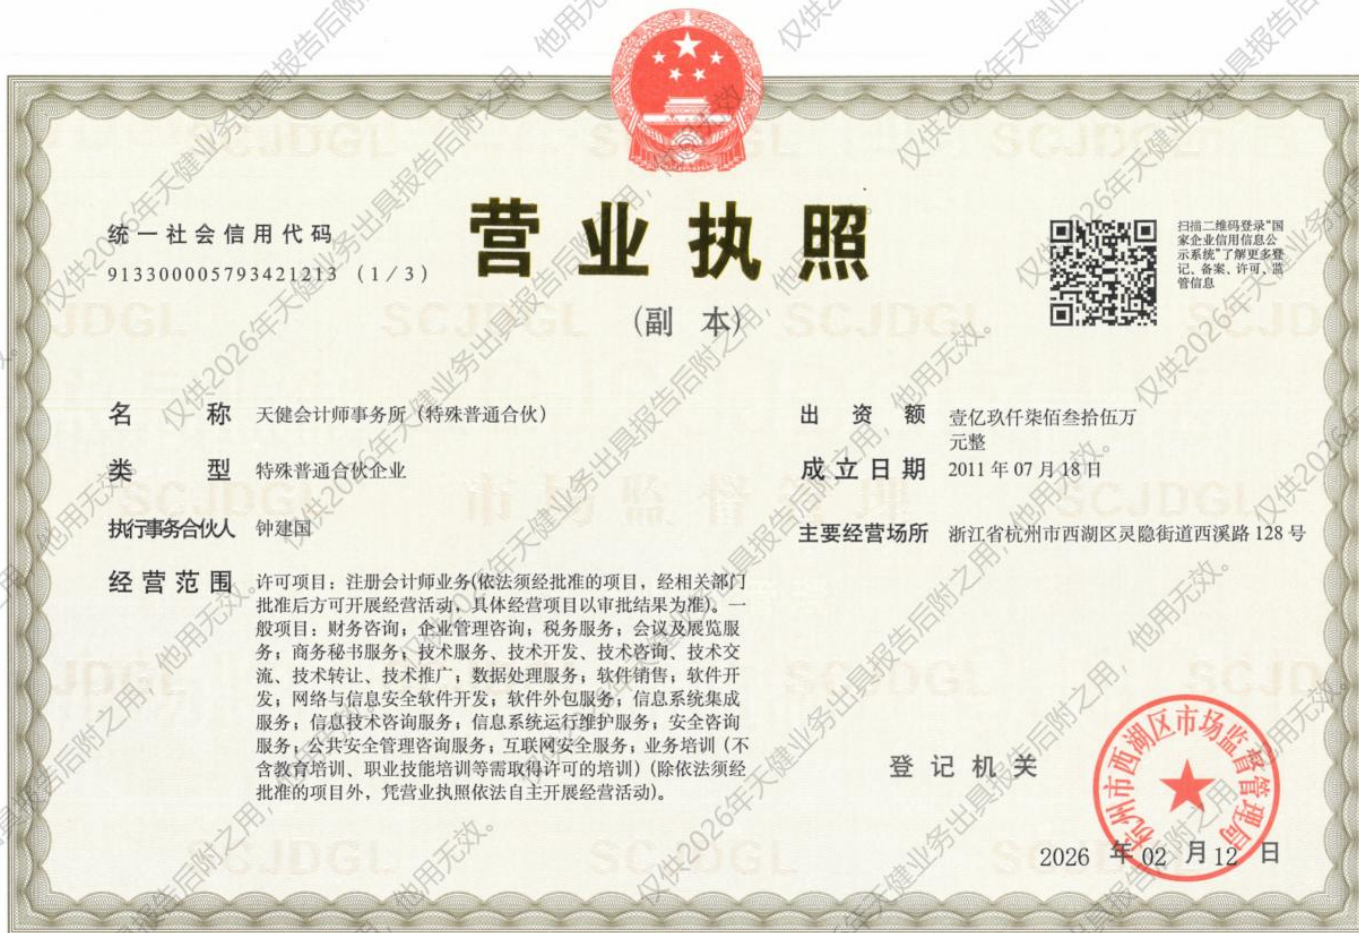 营业执照
(副 本)
统一社会信用代码
913300005793421213 (1/3)
扫描二维码登录“国
家企业信用信息公
示系统”了解更多登
记、备案、许可、监
管信息
名 称 天健会计师事务所（特殊普通合伙）
类 型 特殊普通合伙企业
执行事务合伙人 钟建国
经营范围 许可项目：注册会计师业务(依法须经批准的项目，经相关部门
批准后方可开展经营活动，具体经营项目以审批结果为准)。一
般项目：财务咨询；企业管理咨询；税务服务；会议及展览服
务；商务秘书服务；技术服务、技术开发、技术咨询、技术交
流、技术转让、技术推广；数据处理服务；软件销售；软件开
发；网络与信息安全软件开发；软件外包服务；信息系统集成
服务；信息技术咨询服务；信息系统运行维护服务；安全咨询
服务；公共安全管理咨询服务；互联网安全服务；业务培训（不
含教育培训、职业技能培训等需取得许可的培训）(除依法须经
批准的项目外，凭营业执照依法自主开展经营活动)。
出 资 额 壹亿玖仟柒佰叁拾伍万
元整
成立日期 2011年07月18日
主要经营场所 浙江省杭州市西湖区灵隐街道西溪路128号
登记机关
杭州市西湖区市场监督管理局
2026 年 02 月 12 日
仅供2026年天健业务出具报告后附之用，他用无效。
SCJDGL
市场监督管理